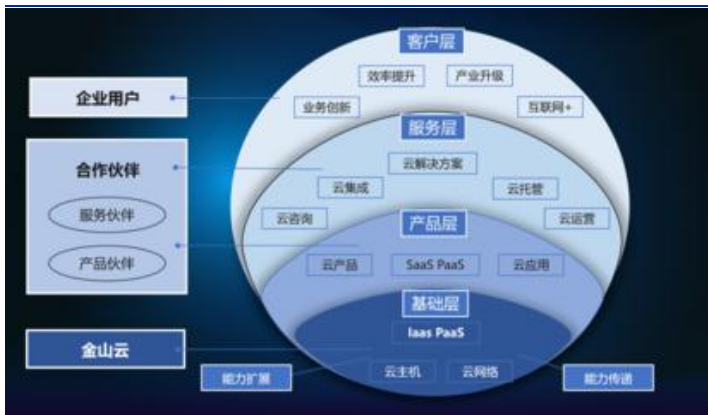 客户层
效率提升
产业升级
企业用户
业务创新
互联网+
服务层
合作伙伴
云解决方案
云集成
云托管
服务伙伴
云咨询
产品层
云运营
产品伙伴
云产品
SaaS PaaS
云应用
基础层
Iaas PaaS
金山云
能力扩展
云主机
云网络
能力传递